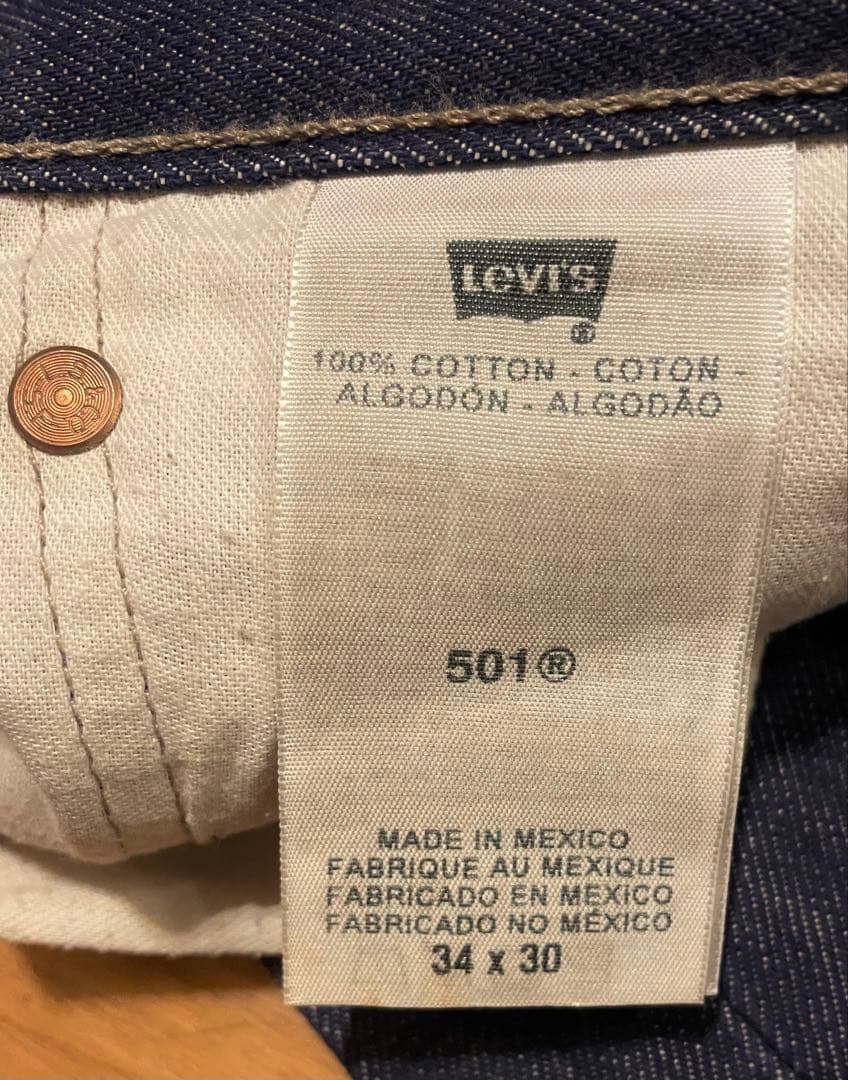 LEVI'S
®
100% COTTON - COTON -
ALGODÓN - ALGODÃO
501®
MADE IN MEXICO
FABRIQUE AU MEXIQUE
FABRICADO EN MEXICO
FABRICADO NO MÉXICO
34 x 30